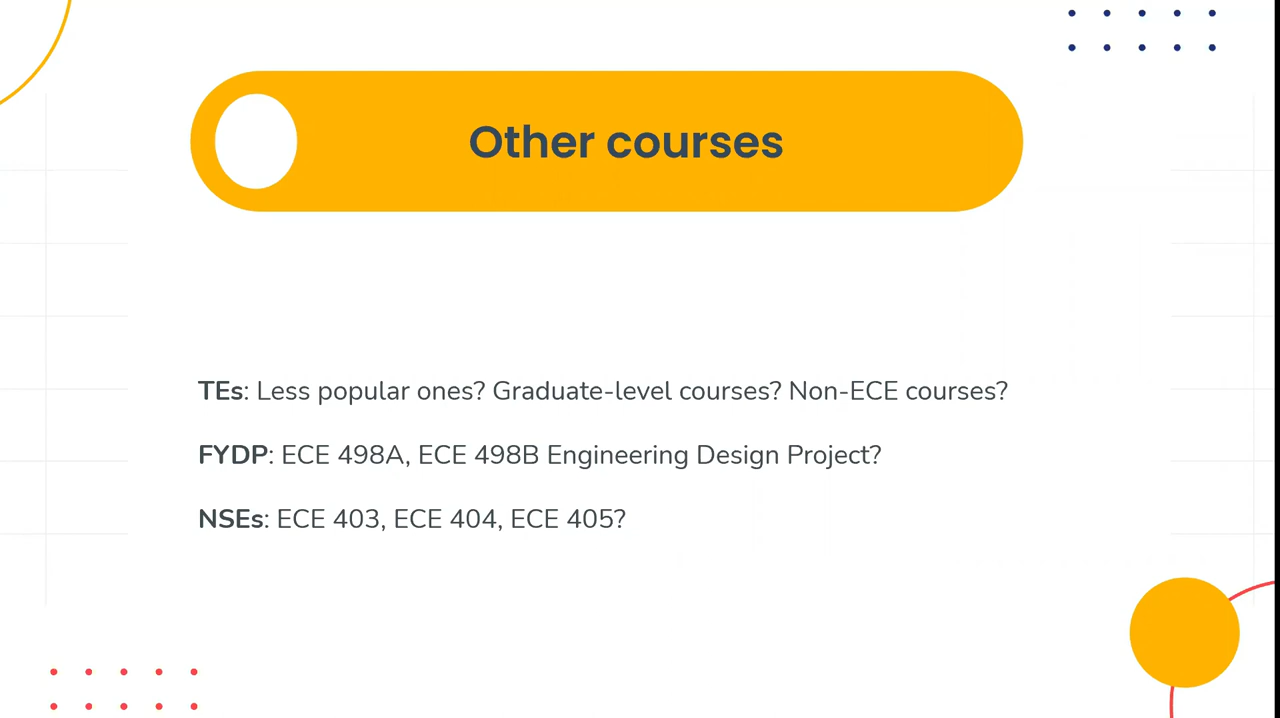 Other courses
TEs: Less popular ones? Graduate-level courses? Non-ECE courses?
FYDP: ECE 498A, ECE 498B Engineering Design Project?
NSEs: ECE 403, ECE 404, ECE 405?